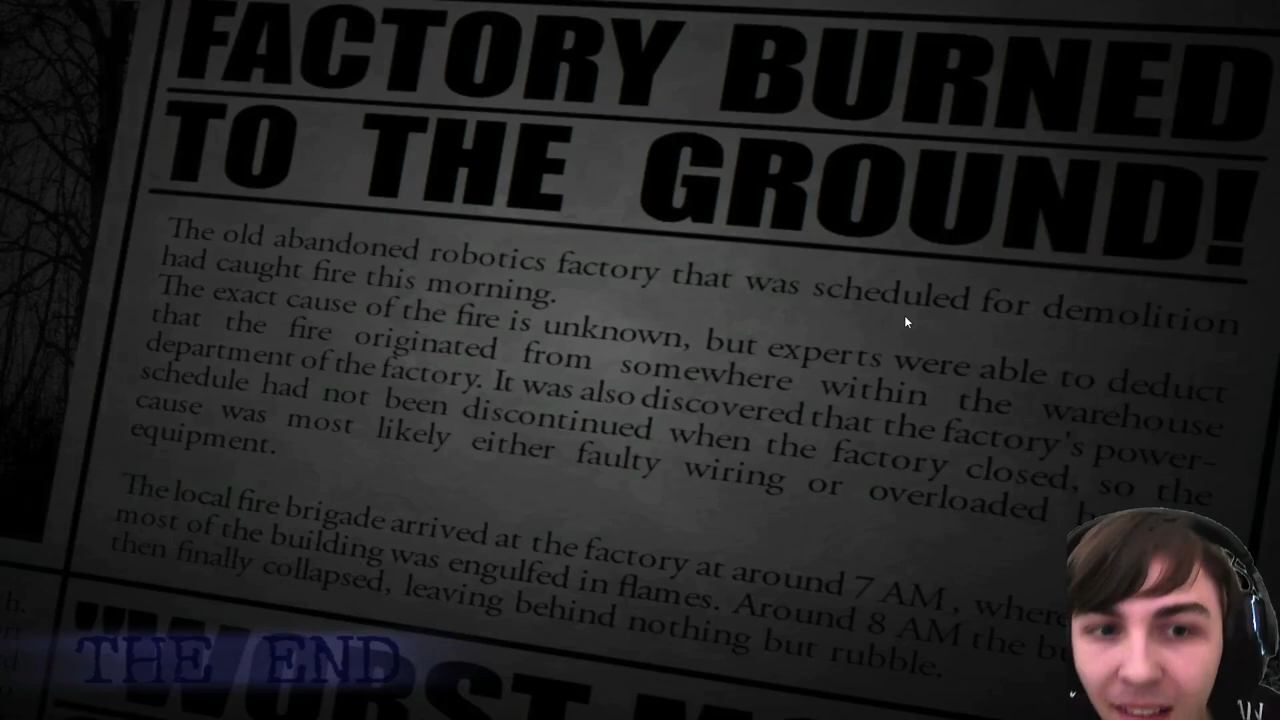 FACTORY BURNED
TO THE GROUND!
The old abandoned robotics factory that was scheduled for demolition
had caught fire this morning.
The exact cause of the fire is unknown, but experts were able to deduct
that the fire originated from somewhere within the warehouse
department of the factory. It was also discovered that the factory's power-
schedule had not been discontinued when the factory closed, so the
cause was most likely either faulty wiring or overloaded
equipment.
The local fire brigade arrived at the factory at around 7 AM, where
most of the building was engulfed in flames. Around 8 AM the
then finally collapsed, leaving behind nothing but rubble.
THE END
"WORST